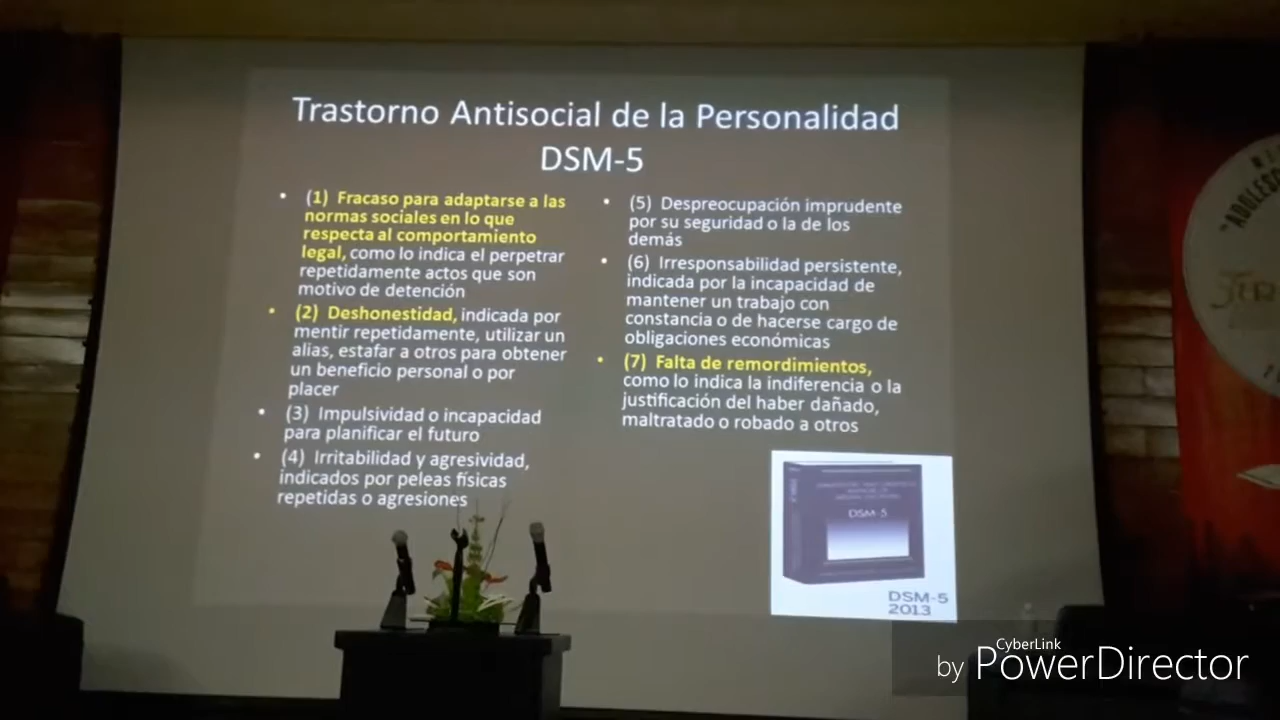 Trastorno Antisocial de la Personalidad
DSM-5
• (1) Fracaso para adaptarse a las
normas sociales en lo que
respecta al comportamiento
legal, como lo indica el perpetrar
repetidamente actos que son
motivo de detención
• (2) Deshonestidad, indicada por
mentir repetidamente, utilizar un
alias, estafar a otros para obtener
un beneficio personal o por
placer
• (3) Impulsividad o incapacidad
para planificar el futuro
• (4) Irritabilidad y agresividad,
indicados por peleas físicas
repetidas o agresiones
• (5) Despreocupación imprudente
por su seguridad o la de los
demás
• (6) Irresponsabilidad persistente,
indicada por la incapacidad de
mantener un trabajo con
constancia o de hacerse cargo de
obligaciones económicas
• (7) Falta de remordimientos,
como lo indica la indiferencia o la
justificación del haber dañado,
maltratado o robado a otros
DSM-5
DSM-5
2013
CyberLink
by PowerDirector